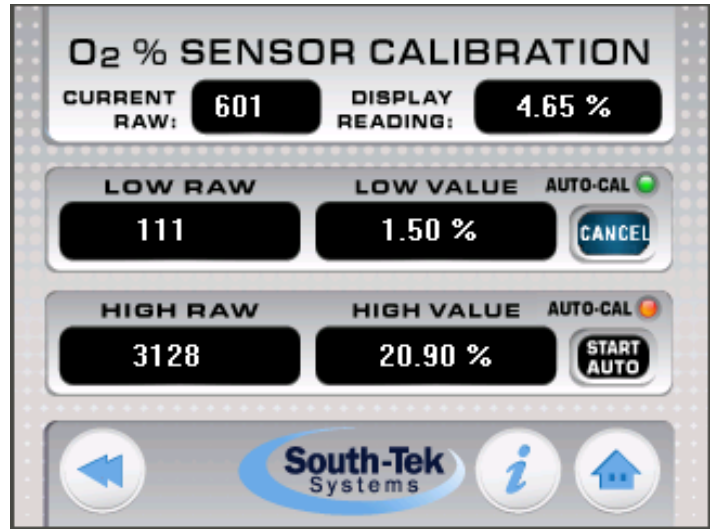 O2 % SENSOR CALIBRATION
CURRENT RAW: 601 DISPLAY READING: 4.65 %
LOW RAW LOW VALUE AUTO-CAL
111 1.50 % CANCEL
HIGH RAW HIGH VALUE AUTO-CAL
3128 20.90 % START AUTO
South-Tek
Systems
i